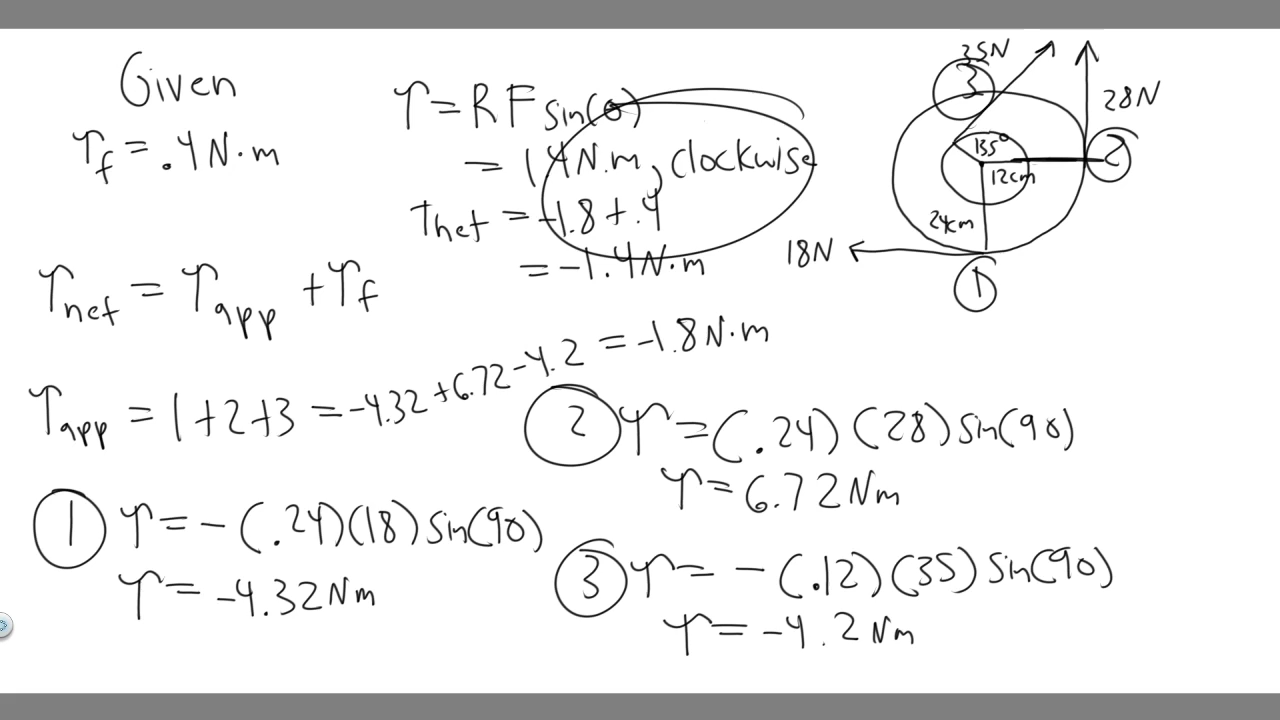 Given
τf = .4 N·m
τ = RF sin(θ)
= 1.4 N.m, clockwise
τnet = -1.8 + .4
= -1.4 N·m
τnet = τapp + τf
τapp = 1+2+3 = -4.32 + 6.72 - 4.2 = -1.8 N·m
① τ = -(.24)(18) sin(90)
τ = -4.32 Nm
② τ = (.24)(28) sin(90)
τ = 6.72 Nm
③ τ = -(.12)(35) sin(90)
τ = -4.2 Nm
35N
③
28N
135°
②
12cm
24cm
18N
①